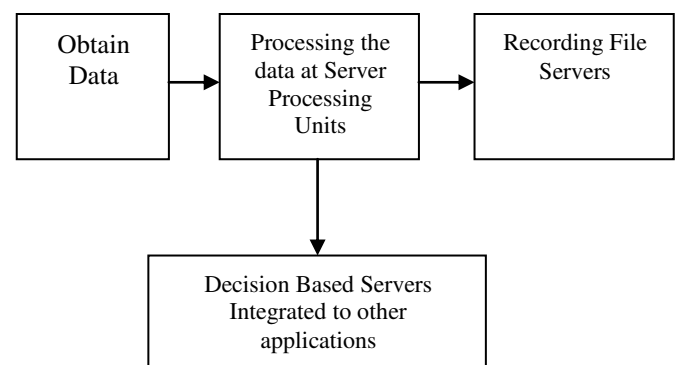 Obtain
Data
Processing the
data at Server
Processing
Units
Recording File
Servers
Decision Based Servers
Integrated to other
applications